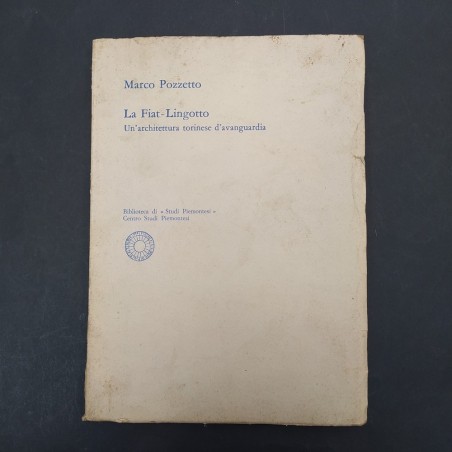 Marco Pozzetto
La Fiat-Lingotto
Un'architettura torinese d'avanguardia
Biblioteca di « Studi Piemontesi »
Centro Studi Piemontesi